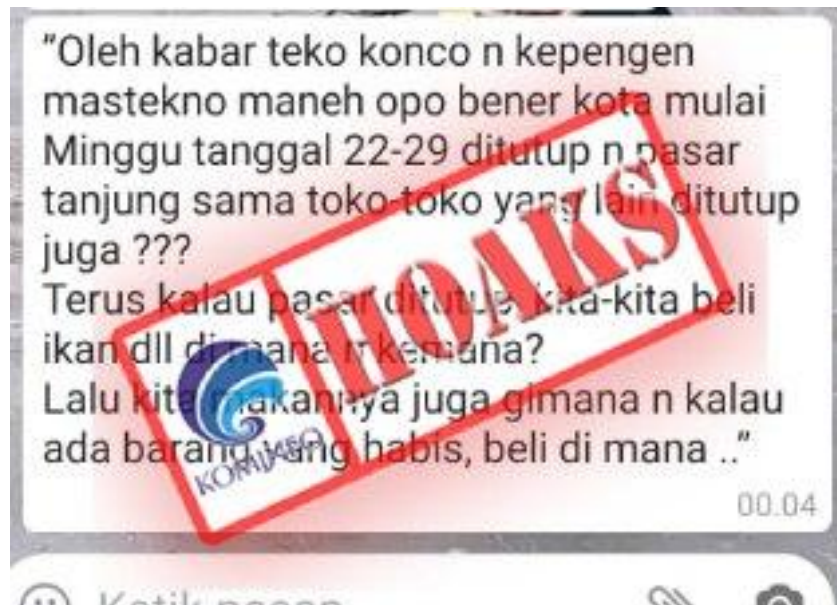 "Oleh kabar teko konco n kepengen
mastekno maneh opo bener kota mulai
Minggu tanggal 22-29 ditutup n pasar
tanjung sama toko-toko yang lain ditutup
juga ???
Terus kalau pasar ditutup, kita-kita beli
ikan dll di mana n kemana?
Lalu kita makannya juga gimana n kalau
ada barang yang habis, beli di mana .."
00.04
HOAKS
KOMINFO
Ketik pesan